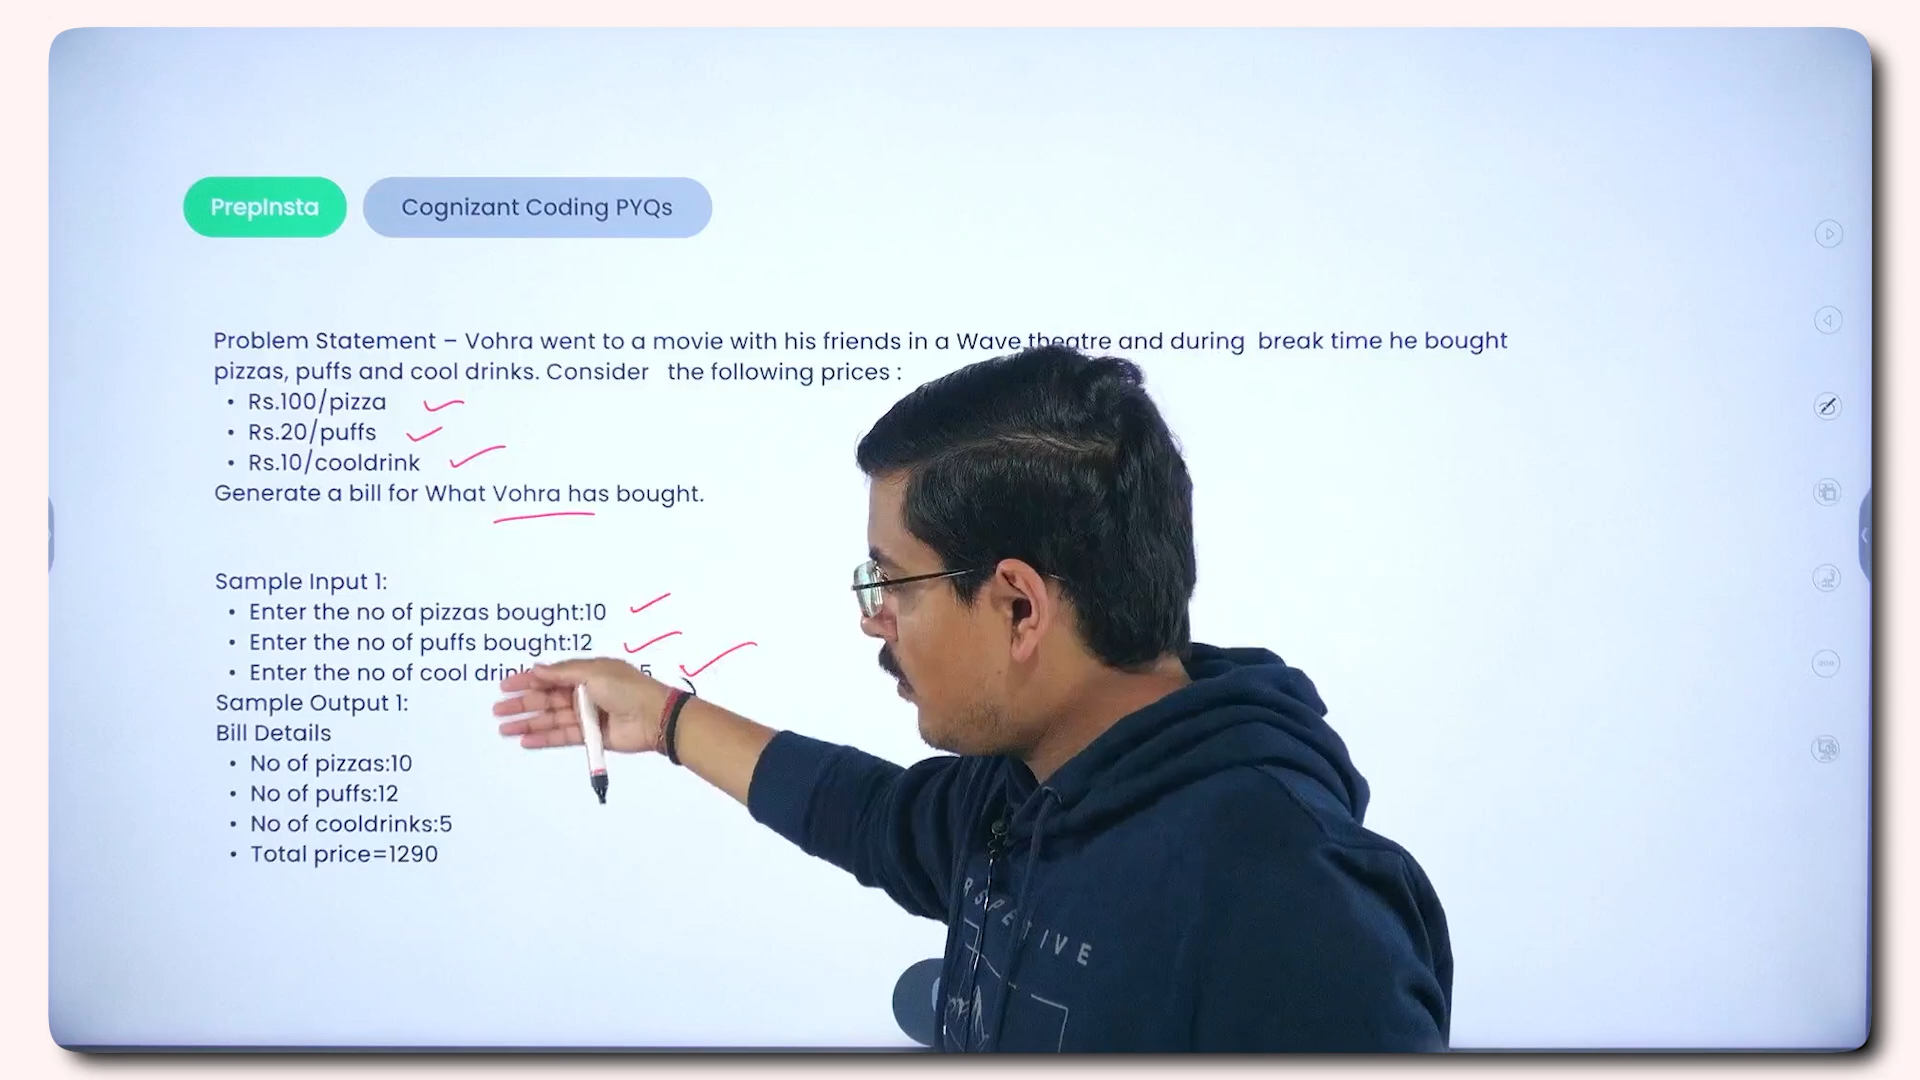 PrepInsta
Cognizant Coding PYQs
Problem Statement – Vohra went to a movie with his friends in a Wave theatre and during break time he bought
pizzas, puffs and cool drinks. Consider the following prices :
• Rs.100/pizza
• Rs.20/puffs
• Rs.10/cooldrink
Generate a bill for What Vohra has bought.
Sample Input 1:
• Enter the no of pizzas bought:10
• Enter the no of puffs bought:12
• Enter the no of cool 5
Sample Output 1:
Bill Details
• No of pizzas:10
• No of puffs:12
• No of cooldrinks:5
• Total price=1290